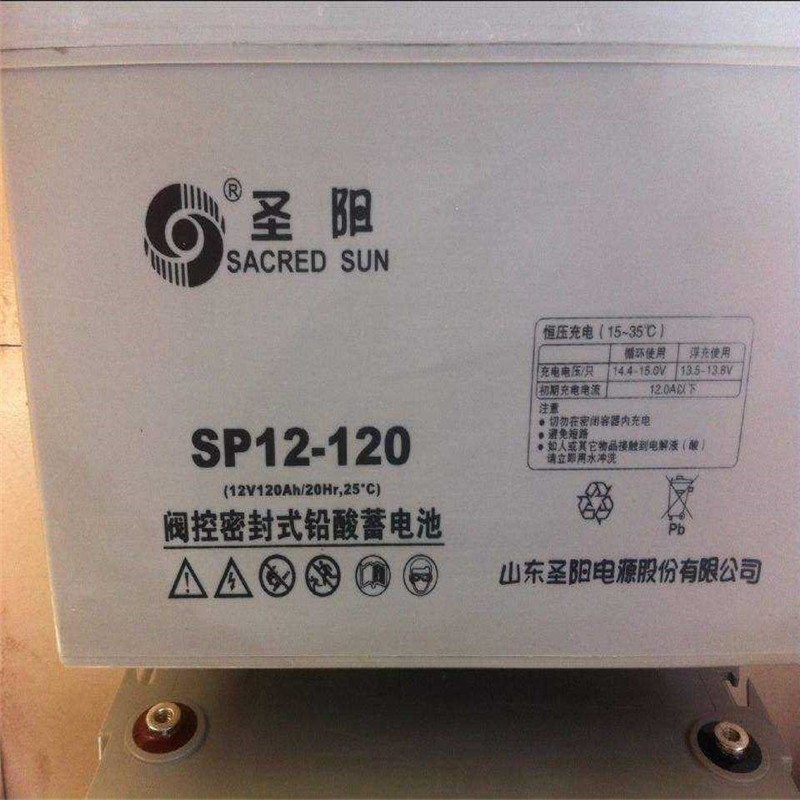 ® 圣阳
SACRED SUN
恒压充电(15~35℃)
循环使用 浮充使用
充电电压/只 14.4-15.0V 13.5-13.8V
初期充电电流 12.0A以下
注意
● 切勿在密闭容器内充电
● 避免短路
● 如人或其它物品接触到电解液（酸）
请立即用水冲洗
SP12-120
(12V120Ah/20Hr,25°C)
阀控密封式铅酸蓄电池
Pb
山东圣阳电源股份有限公司